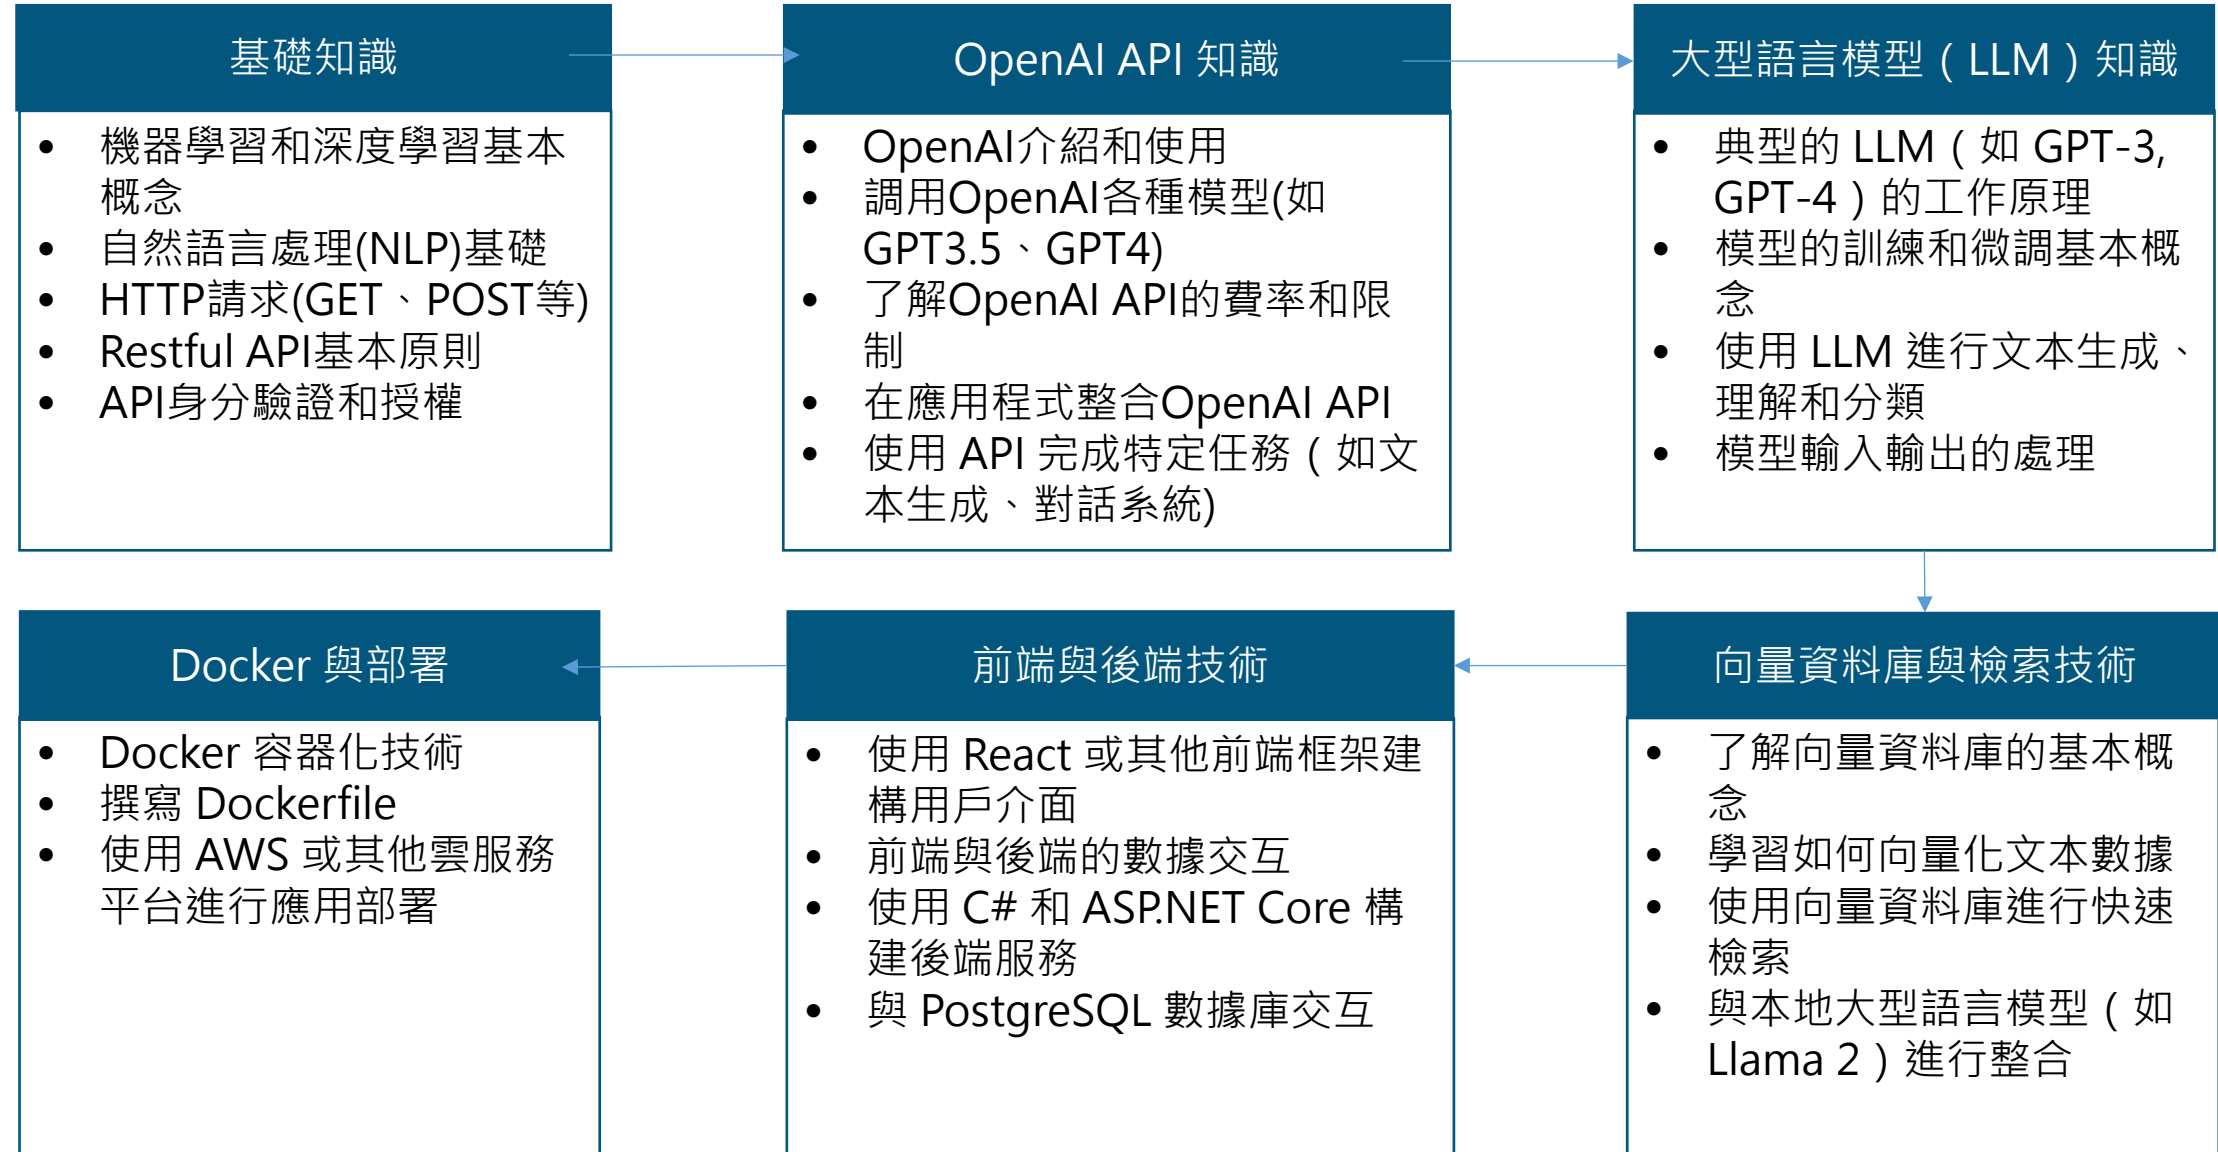 基礎知識
• 機器學習和深度學習基本
概念
• 自然語言處理(NLP)基礎
• HTTP請求(GET、POST等)
• Restful API基本原則
• API身分驗證和授權
OpenAI API 知識
• OpenAI介紹和使用
• 調用OpenAI各種模型(如
GPT3.5、GPT4)
• 了解OpenAI API的費率和限
制
• 在應用程式整合OpenAI API
• 使用 API 完成特定任務（如文
本生成、對話系統)
大型語言模型（LLM）知識
• 典型的 LLM（如 GPT-3,
GPT-4）的工作原理
• 模型的訓練和微調基本概
念
• 使用 LLM 進行文本生成、
理解和分類
• 模型輸入輸出的處理
向量資料庫與檢索技術
• 了解向量資料庫的基本概
念
• 學習如何向量化文本數據
• 使用向量資料庫進行快速
檢索
• 與本地大型語言模型（如
Llama 2）進行整合
前端與後端技術
• 使用 React 或其他前端框架建
構用戶介面
• 前端與後端的數據交互
• 使用 C# 和 ASP.NET Core 構
建後端服務
• 與 PostgreSQL 數據庫交互
Docker 與部署
• Docker 容器化技術
• 撰寫 Dockerfile
• 使用 AWS 或其他雲服務
平台進行應用部署